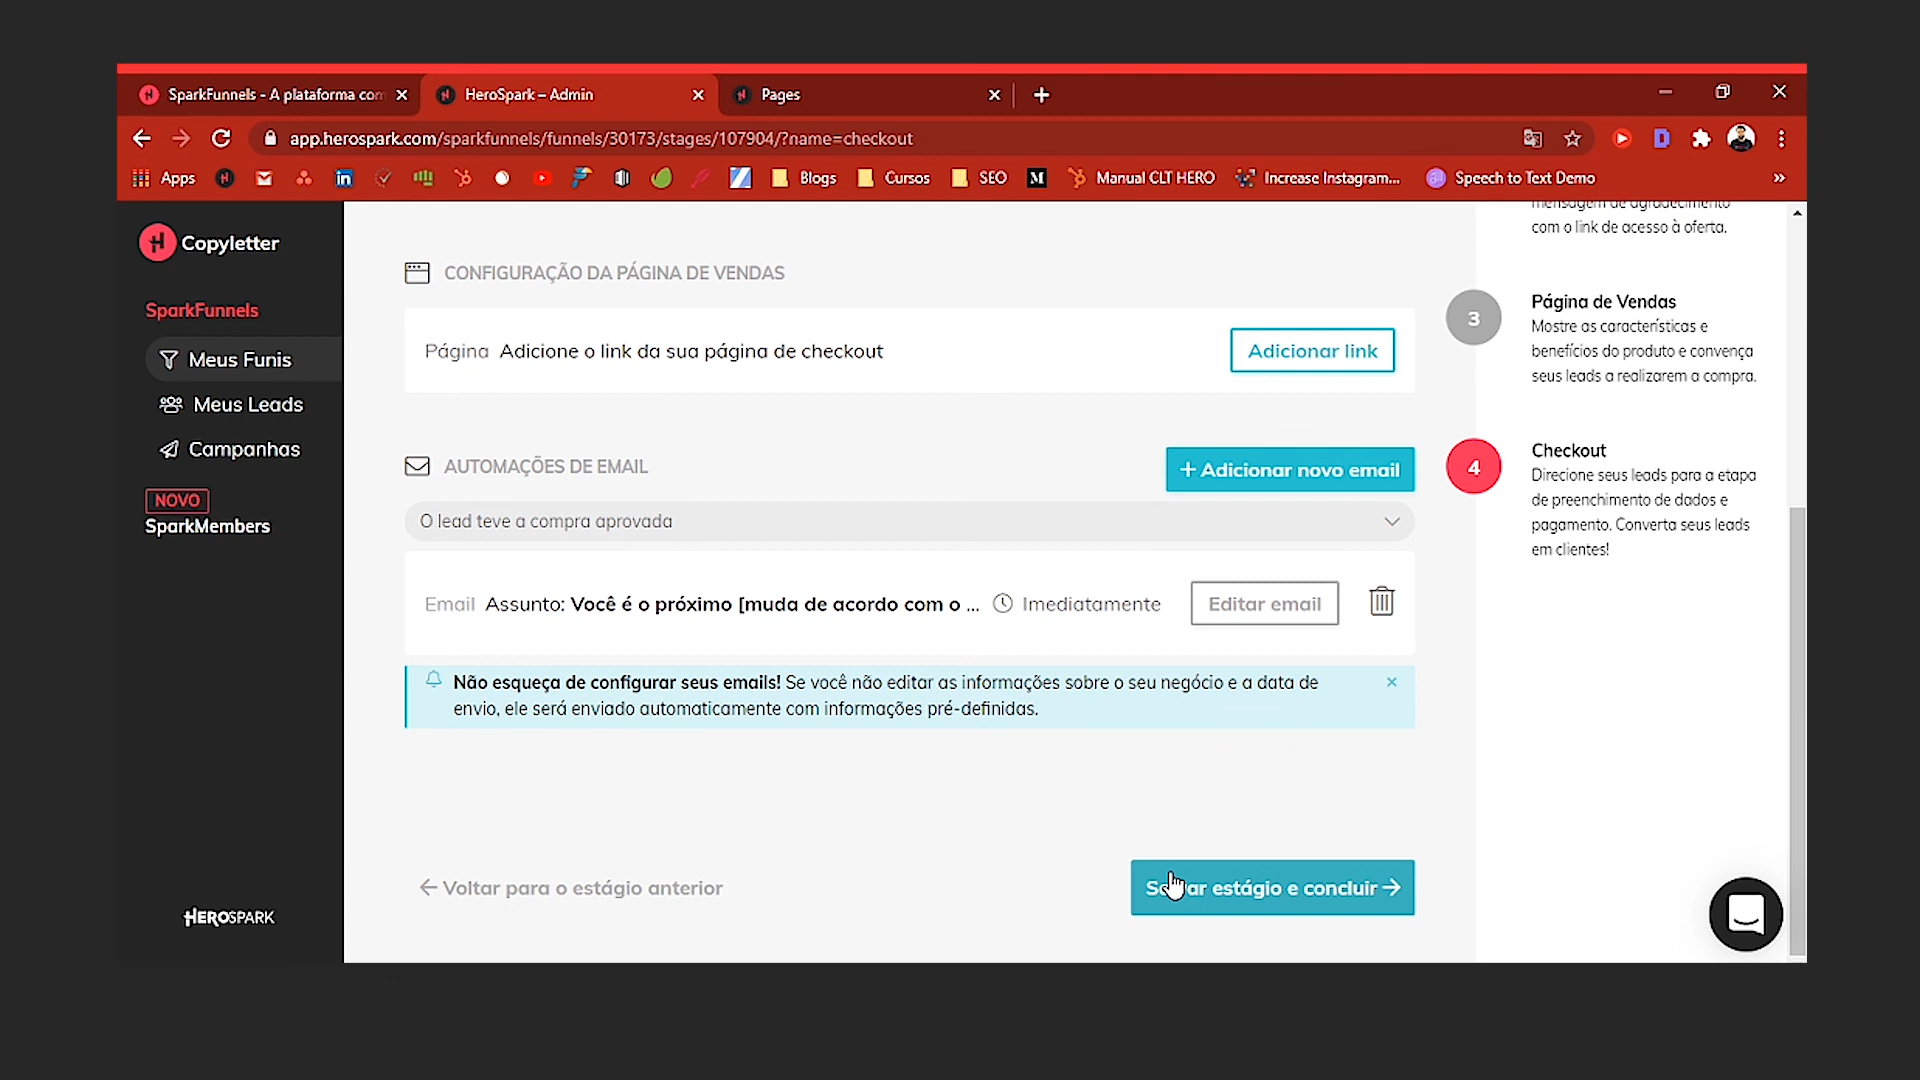 SparkFunnels - A plataforma com
HeroSpark – Admin
Pages
app.herospark.com/sparkfunnels/funnels/30173/stages/107904/?name=checkout
Apps
Blogs
Cursos
SEO
M
Manual CLT HERO
Increase Instagram...
Speech to Text Demo
»
Copyletter
SparkFunnels
Meus Funis
Meus Leads
Campanhas
NOVO
SparkMembers
HEROSPARK
CONFIGURAÇÃO DA PÁGINA DE VENDAS
Página Adicione o link da sua página de checkout
Adicionar link
AUTOMAÇÕES DE EMAIL
+ Adicionar novo email
O lead teve a compra aprovada
Email Assunto: Você é o próximo [muda de acordo com o ...
Imediatamente
Editar email
Não esqueça de configurar seus emails! Se você não editar as informações sobre o seu negócio e a data de
envio, ele será enviado automaticamente com informações pré-definidas.
← Voltar para o estágio anterior
estágio e concluir →
mensagem de agradecimento
com o link de acesso à oferta.
3
Página de Vendas
Mostre as características e
benefícios do produto e convença
seus leads a realizarem a compra.
4
Checkout
Direcione seus leads para a etapa
de preenchimento de dados e
pagamento. Converta seus leads
em clientes!